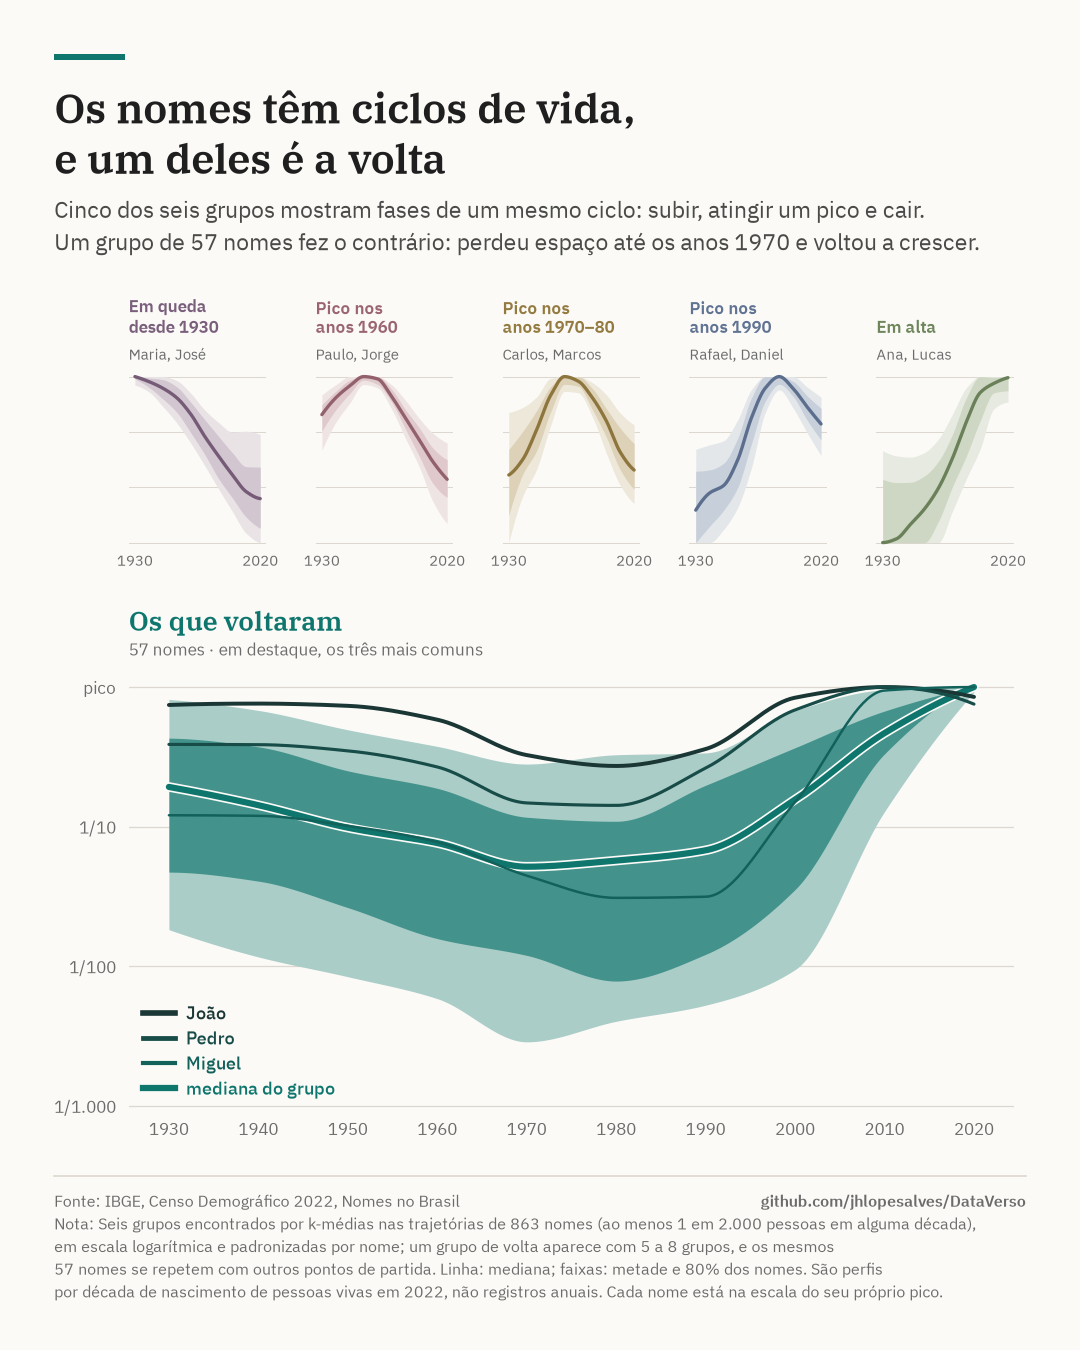 Os nomes têm ciclos de vida,
e um deles é a volta
Cinco dos seis grupos mostram fases de um mesmo ciclo: subir, atingir um pico e cair.
Um grupo de 57 nomes fez o contrário: perdeu espaço até os anos 1970 e voltou a crescer.
Em queda
desde 1930
Maria, José
Pico nos
anos 1960
Paulo, Jorge
Pico nos
anos 1970–80
Carlos, Marcos
Pico nos
anos 1990
Rafael, Daniel
Em alta
Ana, Lucas
1930 2020 1930 2020 1930 2020 1930 2020 1930 2020
Os que voltaram
57 nomes · em destaque, os três mais comuns
pico
1/10
1/100
1/1.000
João
Pedro
Miguel
mediana do grupo
1930 1940 1950 1960 1970 1980 1990 2000 2010 2020
Fonte: IBGE, Censo Demográfico 2022, Nomes no Brasil
github.com/jhlopesalves/DataVerso
Nota: Seis grupos encontrados por k-médias nas trajetórias de 863 nomes (ao menos 1 em 2.000 pessoas em alguma década),
em escala logarítmica e padronizadas por nome; um grupo de volta aparece com 5 a 8 grupos, e os mesmos
57 nomes se repetem com outros pontos de partida. Linha: mediana; faixas: metade e 80% dos nomes. São perfis
por década de nascimento de pessoas vivas em 2022, não registros anuais. Cada nome está na escala do seu próprio pico.